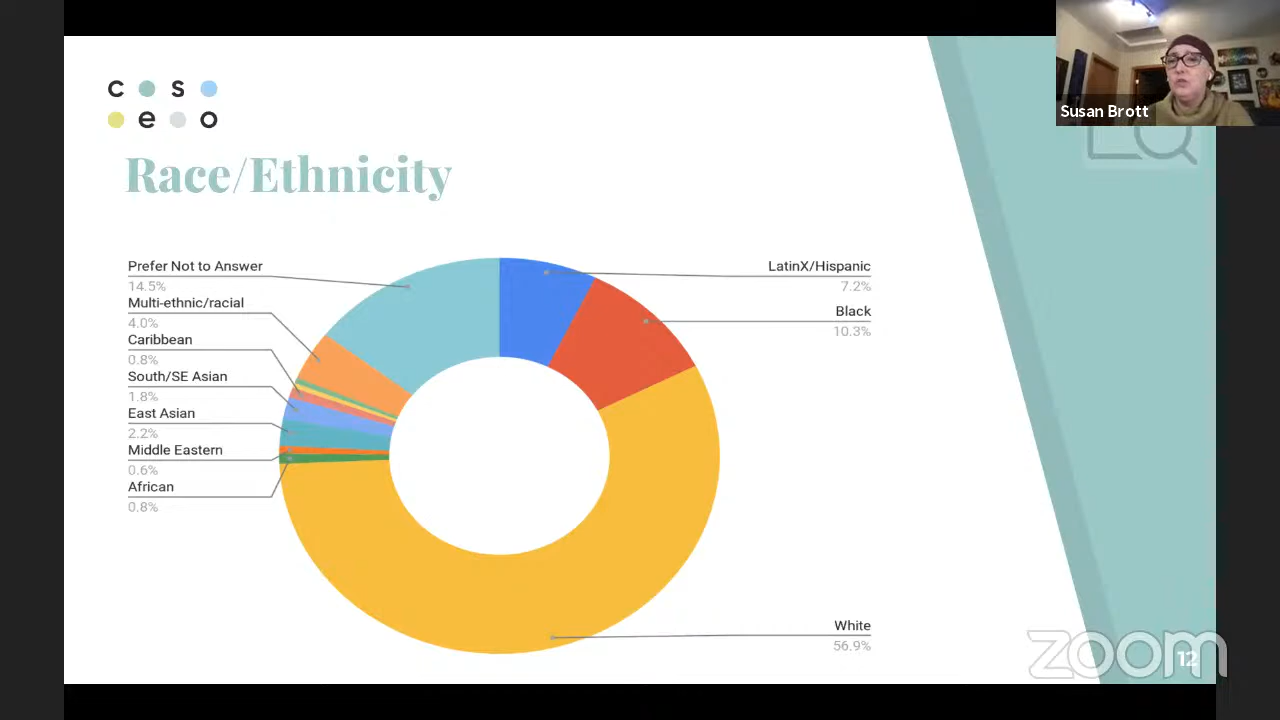 c s
e o
Susan Brott
Race/Ethnicity
Prefer Not to Answer
14.5%
Multi-ethnic/racial
4.0%
Caribbean
0.8%
South/SE Asian
1.8%
East Asian
2.2%
Middle Eastern
0.6%
African
0.8%
LatinX/Hispanic
7.2%
Black
10.3%
White
56.9%
zoom
12